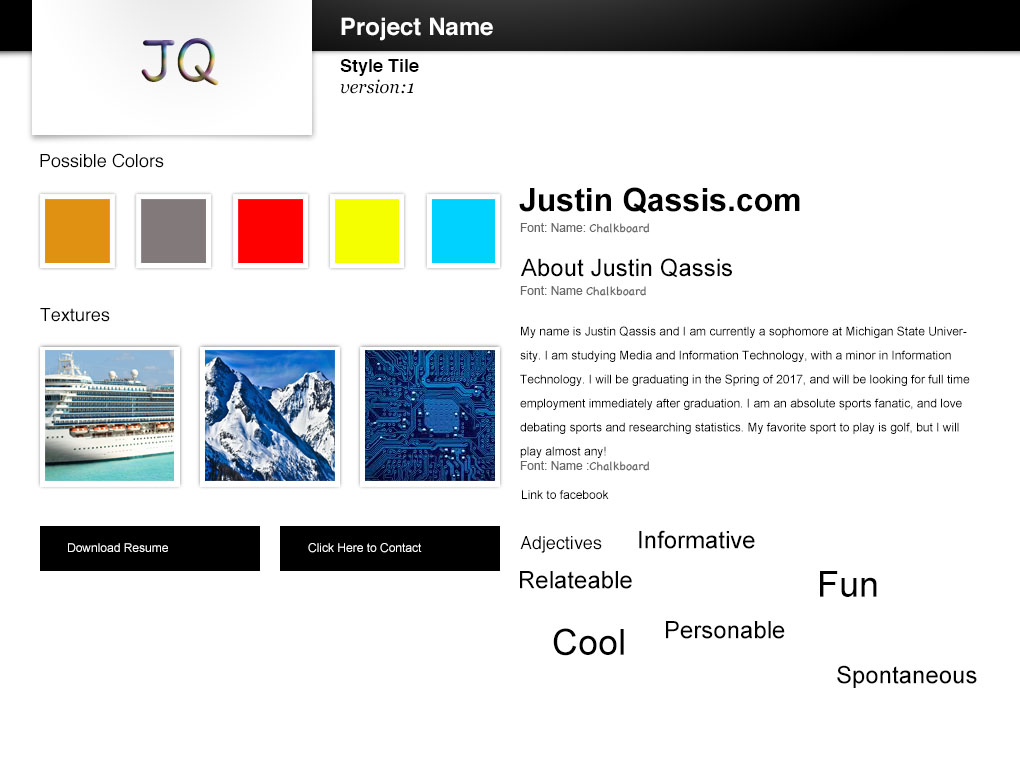 JQ
Project Name
Style Tile
version:1
Possible Colors
Justin Qassis.com
Font: Name: Chalkboard
About Justin Qassis
Font: Name Chalkboard
Textures
My name is Justin Qassis and I am currently a sophomore at Michigan State Univer-
sity. I am studying Media and Information Technology, with a minor in Information
Technology. I will be graduating in the Spring of 2017, and will be looking for full time
employment immediately after graduation. I am an absolute sports fanatic, and love
debating sports and researching statistics. My favorite sport to play is golf, but I will
play almost any!
Font: Name :Chalkboard
Link to facebook
Download Resume
Click Here to Contact
Adjectives
Informative
Relateable
Fun
Cool
Personable
Spontaneous